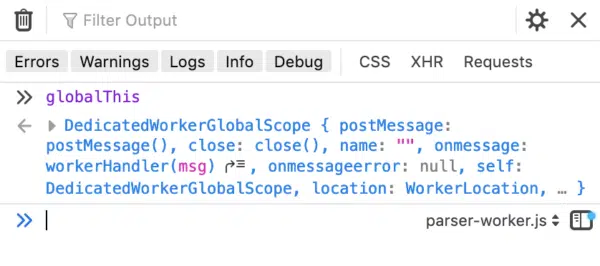 Filter Output
Errors Warnings Logs Info Debug CSS XHR Requests
globalThis
DedicatedWorkerGlobalScope { postMessage:
postMessage(), close: close(), name: "", onmessage:
workerHandler(msg) , onmessageerror: null, self:
DedicatedWorkerGlobalScope, location: WorkerLocation, … }
parser-worker.js